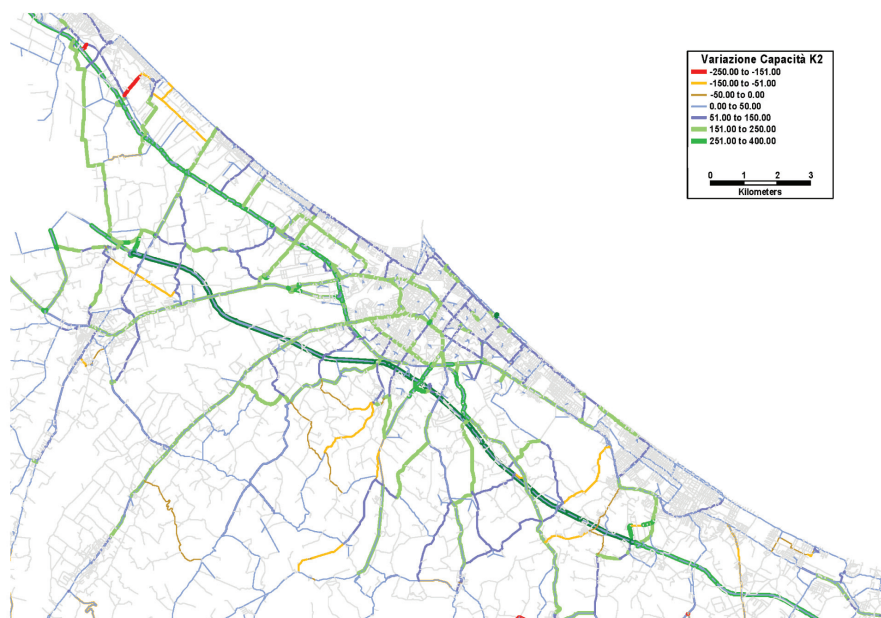 Variazione Capacità K2
-250.00 to -151.00
-150.00 to -51.00
-50.00 to 0.00
0.00 to 50.00
51.00 to 150.00
151.00 to 250.00
251.00 to 400.00
0 1 2 3
Kilometers